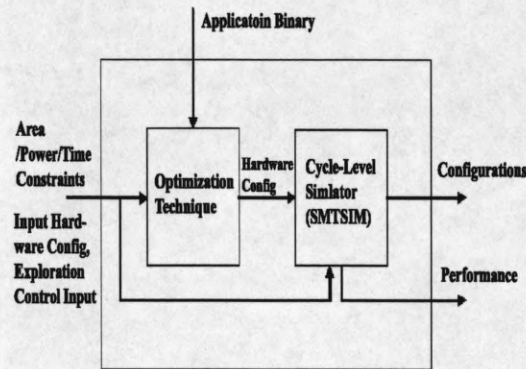 Applicatoin Binary
Area
/Power/Time
Constraints
Input Hard-
ware Config,
Exploration
Control Input
Optimization
Technique
Hardware
Config
Cycle-Level
Simlator
(SMTSIM)
Configurations
Performance